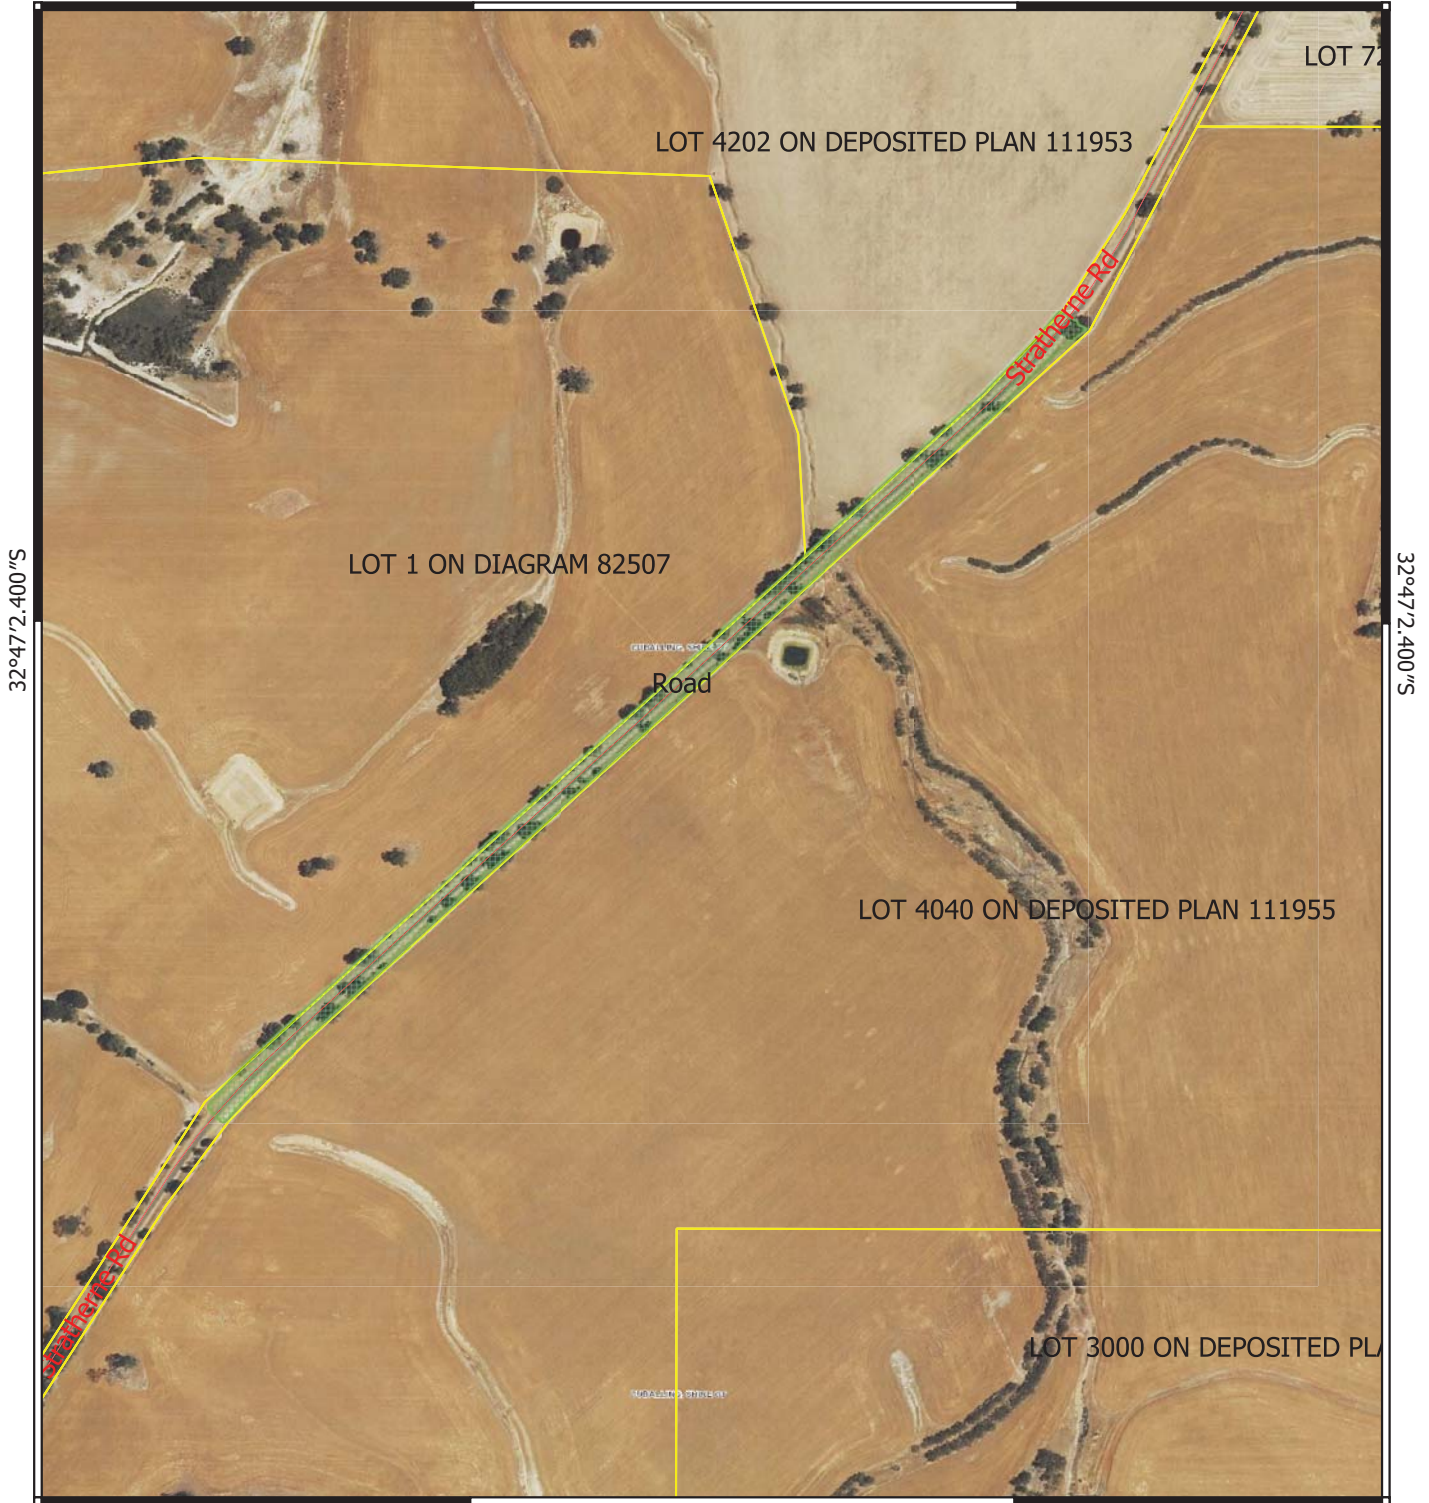 LOT 72
LOT 4202 ON DEPOSITED PLAN 111953
Stratherne Rd
32°47'2.400"S
32°47'2.400"S
LOT 1 ON DIAGRAM 82507
Road
LOT 4040 ON DEPOSITED PLAN 111955
Stratherne Rd
LOT 3000 ON DEPOSITED PLA